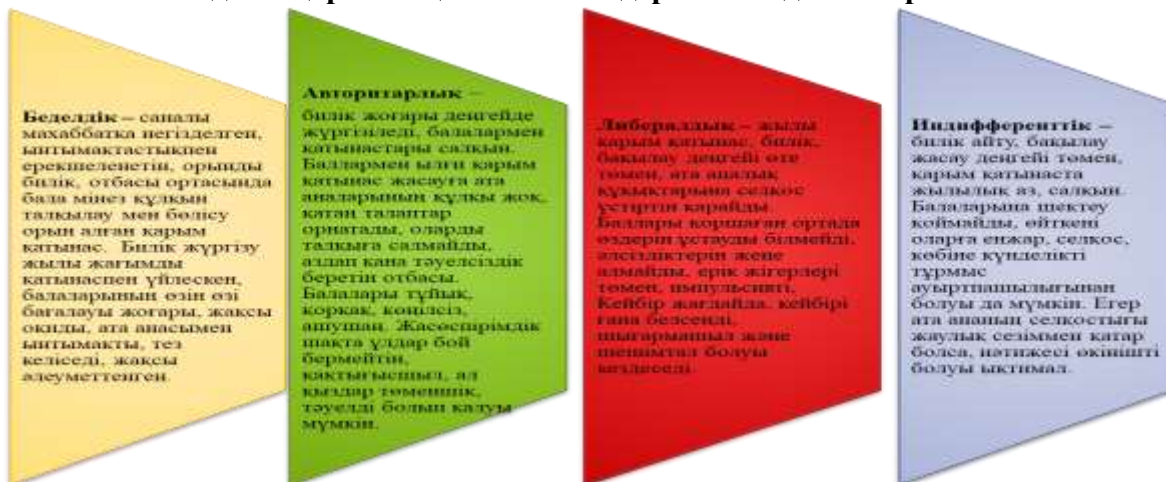 Беделдік – саналы
махаббатқа негізделген,
ынтымақтастықпен
ерекшеленетін, орынды
билік, отбасы ортасында
бала мінез құлқын
талқылау мен бөлісу
орын алған қарым
қатынас. Билік жүргізу
жылы жағымды
қатынаспен үйлескен,
балаларының өзін өзі
бағалауы жоғары, жақсы
оқиды, ата анасымен
ынтымақты, тез
келіседі, жақсы
әлеуметтенген.
Авторитарлық –
билік жоғары деңгейде
жүргізіледі, балалармен
қатынастары салқын.
Баллармен ылғи қарым
қатынас жасауға ата
аналарының құлқы жоқ,
қатаң талаптар
орнатады, оларды
талқыға салмайды,
аздап қана тәуелсіздік
беретін отбасы.
Балалары тұйық,
қорқақ, көңілсіз,
ашушаң. Жасөспірімдік
шақта ұлдар бой
бермейтін,
қақтығысшыл, ал
қыздар төменшік,
тәуелді болып қалуы
мүмкін.
Либералдық – жылы
қарым қатынас, билік,
бақылау деңгейі өте
төмен, ата аналық
құқықтарына селқос
үстіртін қарайды.
Баллары қоршаған ортада
өздерін ұстауды білмейді,
әлсіздіктерін жеңе
алмайды, ерік жігерлері
төмен, импульсивті.
Кейбір жағдайда, кейбірі
ғана белсенді,
шығармашыл және
шешімтал болуы
кездеседі.
Индифференттік –
билік айту, бақылау
жасау деңгейі төмен,
қарым қатынаста
жылылық аз, салқын.
Балаларына шектеу
қоймайды, өйткені
оларға енжар, селқос,
көбіне күнделікті
тұрмыс
ауыртпашылығынан
болуы да мүмкін. Егер
ата ананың селқостығы
жаулық сезіммен қатар
болса, нәтижесі өкінішті
болуы ықтимал.